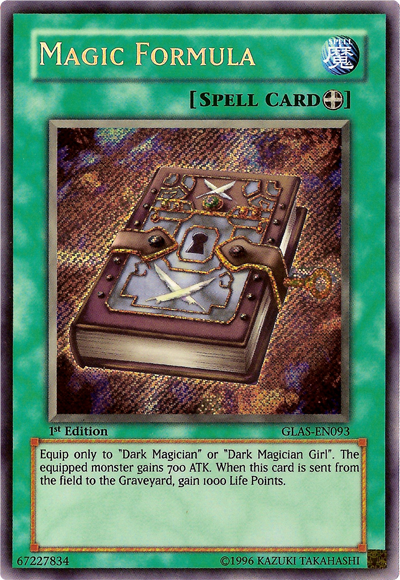 Magic Formula
SPELL
魔
[Spell Card]
1st Edition
GLAS-EN093
Equip only to "Dark Magician" or "Dark Magician Girl". The
equipped monster gains 700 ATK. When this card is sent from
the field to the Graveyard, gain 1000 Life Points.
67227834
©1996 KAZUKI TAKAHASHI